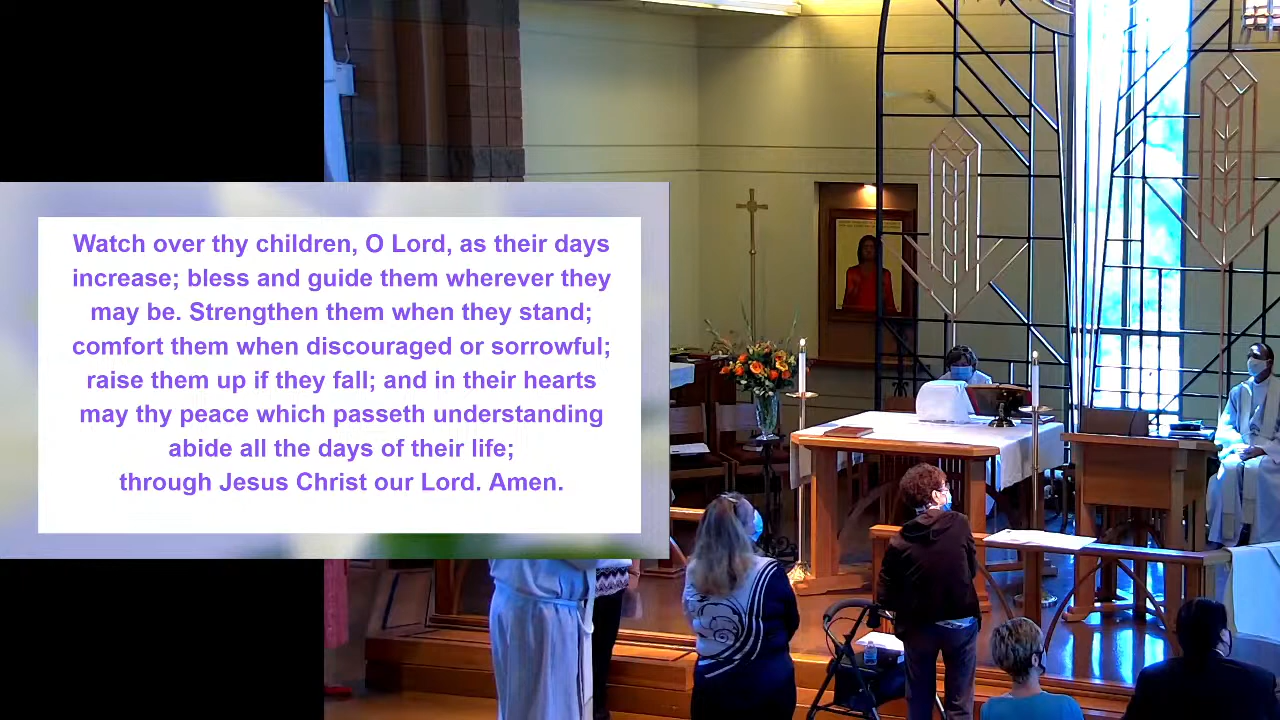 Watch over thy children, O Lord, as their days
increase; bless and guide them wherever they
may be. Strengthen them when they stand;
comfort them when discouraged or sorrowful;
raise them up if they fall; and in their hearts
may thy peace which passeth understanding
abide all the days of their life;
through Jesus Christ our Lord. Amen.